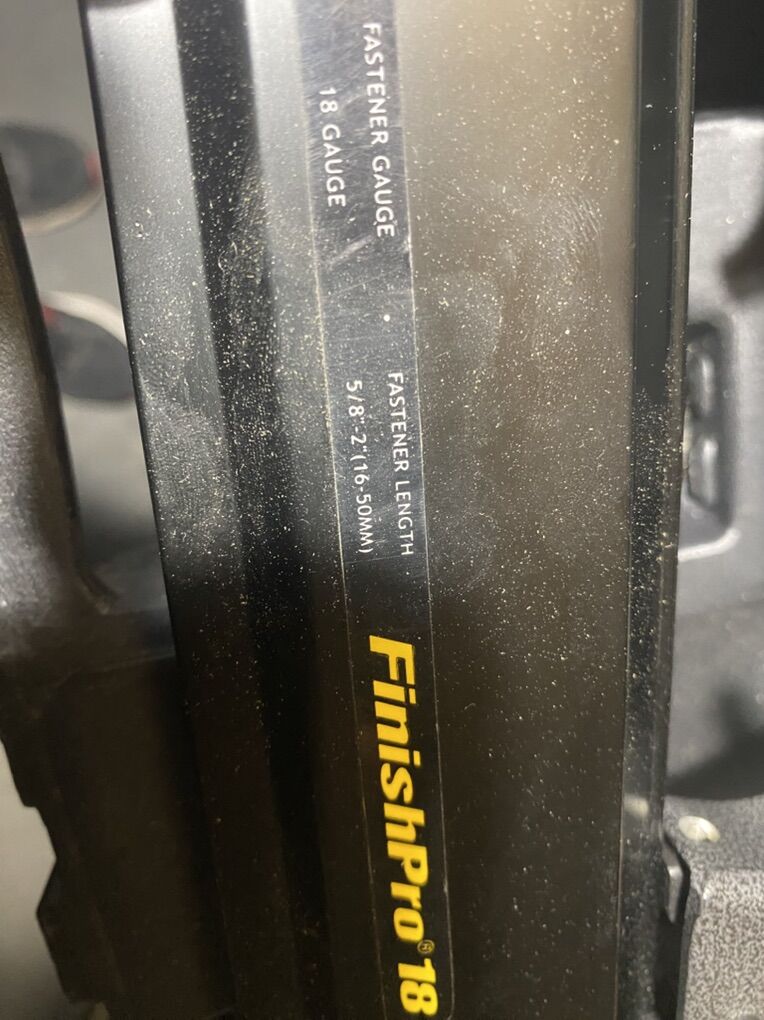 FASTENER GAUGE
18 GAUGE
FASTENER LENGTH
5/8"-2"(16-50MM)
FinishPro®18